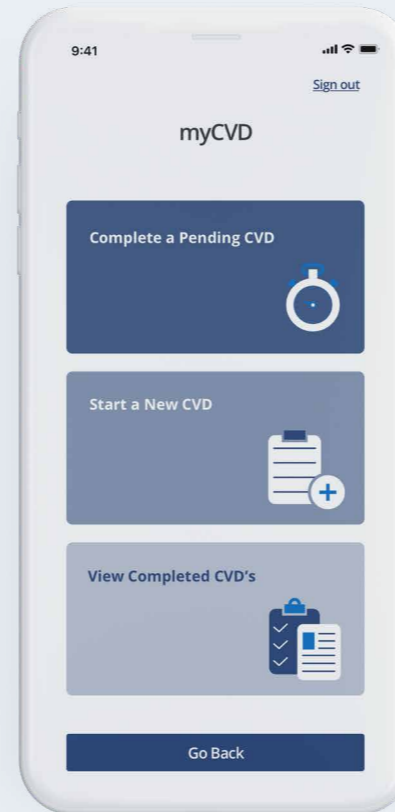 9:41
Sign out
myCVD
Complete a Pending CVD
Start a New CVD
View Completed CVD's
Go Back